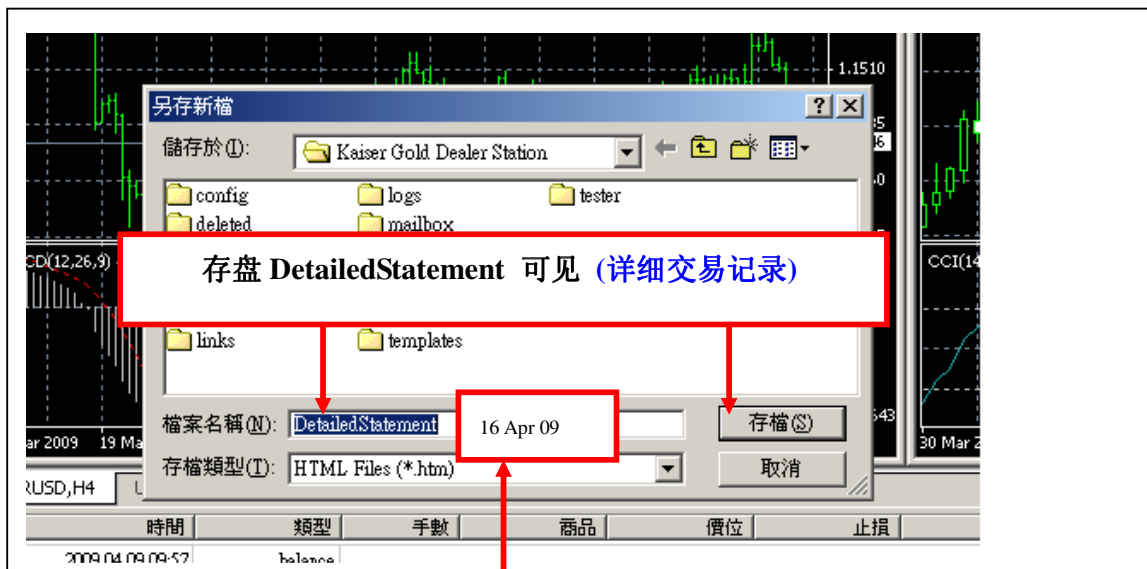 1.1510
另存新檔
儲存於(I): Kaiser Gold Dealer Station
config logs tester
deleted mailbox
CD(12,26,9)
CCI(14
存盘 DetailedStatement 可见 (详细交易记录)
links templates
檔案名稱(N): DetailedStatement 16 Apr 09 存檔(S)
ar 2009 19 Ma
30 Mar 2
存檔類型(T): HTML Files (*.htm) 取消
RUSD,H4
時間 類型 手數 商品 價位 止損
2009.04.09 09:57 balance